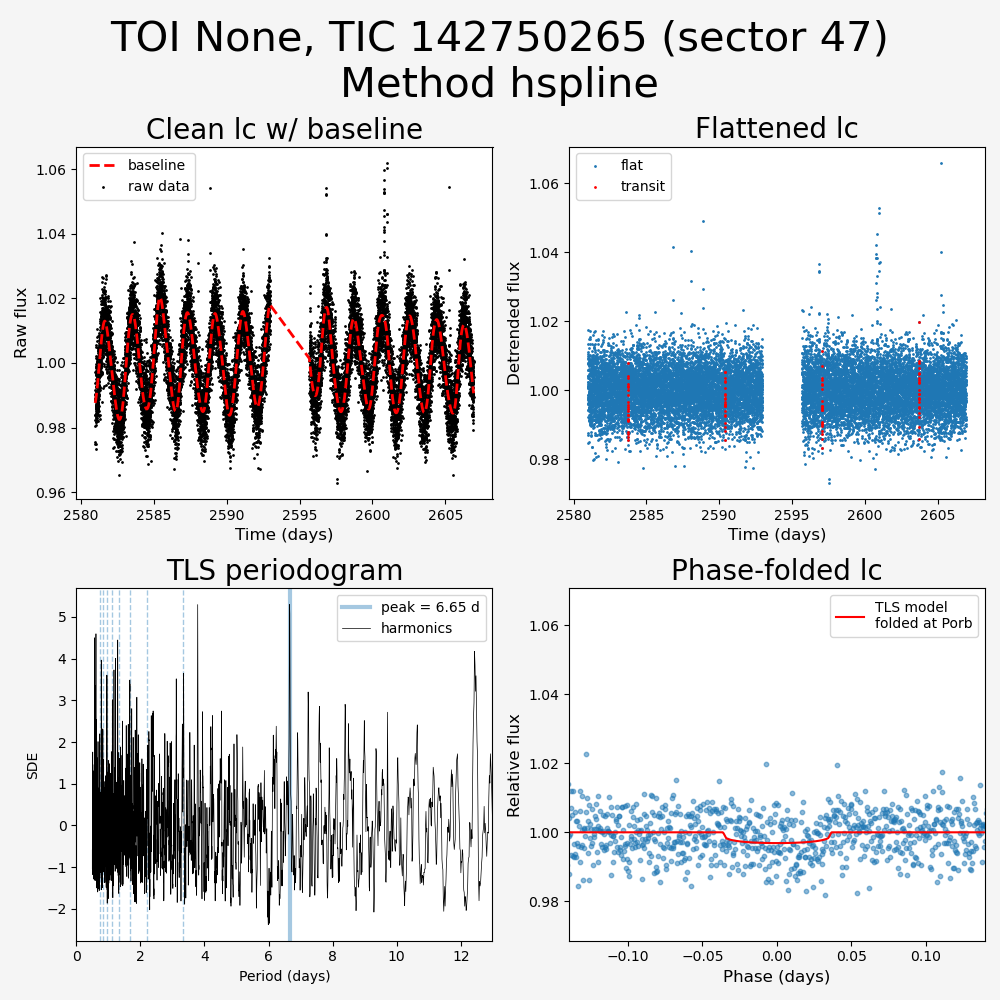 TOI None, TIC 142750265 (sector 47)
Method hspline
Clean lc w/ baseline
Flattened lc
baseline
raw data
flat
transit
Raw flux
1.06
1.04
1.02
1.00
0.98
0.96
2580
2585
2590
2595
2600
2605
Time (days)
Detrended flux
1.06
1.04
1.02
1.00
0.98
2580
2585
2590
2595
2600
2605
Time (days)
TLS periodogram
Phase-folded lc
peak = 6.65 d
harmonics
SDE
5
4
3
2
1
0
−1
−2
0
2
4
6
8
10
12
Period (days)
TLS model
folded at Porb
Relative flux
1.06
1.04
1.02
1.00
0.98
−0.10
−0.05
0.00
0.05
0.10
Phase (days)